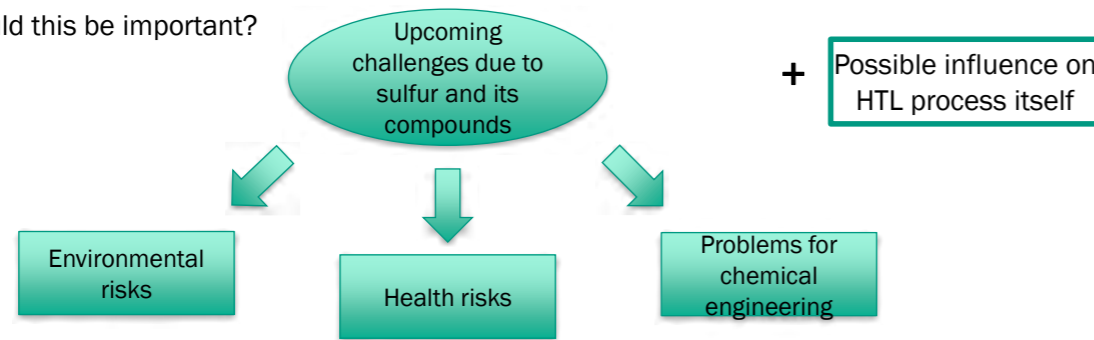 ld this be important?
Upcoming
challenges due to
sulfur and its
compounds
+
Possible influence on
HTL process itself
Environmental
risks
Health risks
Problems for
chemical
engineering